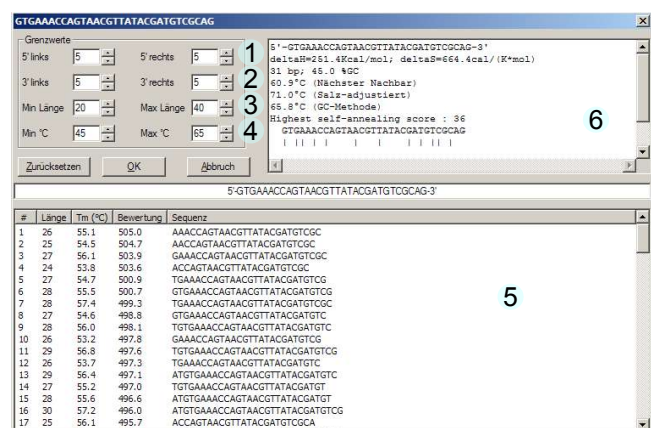 GTGAAACCAGTAACGTTATACGATGTCGCAG
Grenzwerte
5' links 5 5' rechts 5 1
3' links 5 3' rechts 5 2
Min Länge 20 Max Länge 40 3
Min °C 45 Max °C 65 4
Zurücksetzen OK Abbruch
5'-GTGAAACCAGTAACGTTATACGATGTCGCAG-3'
deltaH=251.4Kcal/mol; deltaS=664.4cal/(K*mol)
31 bp; 45.0 %GC
60.9°C (Nächster Nachbar)
71.0°C (Salz-adjustiert)
65.8°C (GC-Methode)
Highest self-annealing score : 36
GTGAAACCAGTAACGTTATACGATGTCGCAG
6
5'-GTGAAACCAGTAACGTTATACGATGTCGCAG-3'
# Länge Tm (°C) Bewertung Sequenz
1 26 55.1 505.0 AAACCAGTAACGTTATACGATGTCGC
2 25 54.5 504.7 AACCAGTAACGTTATACGATGTCGC
3 27 56.1 503.9 GAAACCAGTAACGTTATACGATGTCGC
4 24 53.8 503.6 ACCAGTAACGTTATACGATGTCGC
5 27 54.7 500.9 TGAAACCAGTAACGTTATACGATGTCG
6 28 55.5 500.7 GTGAAACCAGTAACGTTATACGATGTCG
7 28 57.4 499.3 TGAAACCAGTAACGTTATACGATGTCGC
8 27 54.6 498.8 GTGAAACCAGTAACGTTATACGATGTC
9 28 56.0 498.1 TGTGAAACCAGTAACGTTATACGATGTC
10 26 53.2 497.8 GAAACCAGTAACGTTATACGATGTCG
11 29 56.8 497.6 TGTGAAACCAGTAACGTTATACGATGTCG
12 26 53.7 497.3 TGAAACCAGTAACGTTATACGATGTC
13 29 56.4 497.1 ATGTGAAACCAGTAACGTTATACGATGTC
14 27 55.2 497.0 TGTGAAACCAGTAACGTTATACGATGT
15 28 55.6 496.6 ATGTGAAACCAGTAACGTTATACGATGT
16 30 57.2 496.0 ATGTGAAACCAGTAACGTTATACGATGTCG
17 25 56.1 495.7 ACCAGTAACGTTATACGATGTCGCA
5